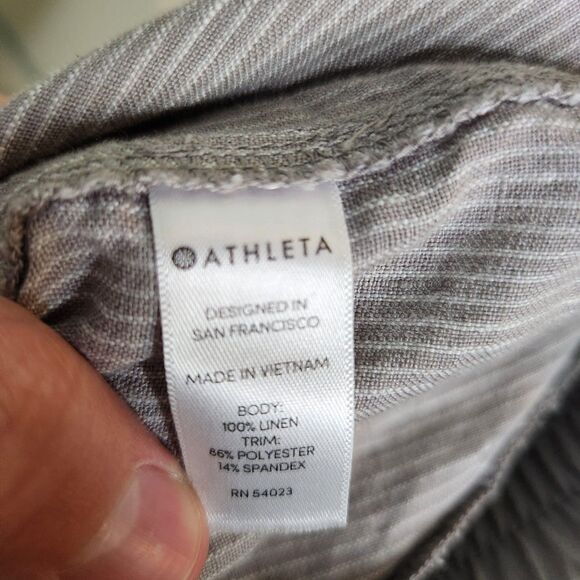 ATHLETA
DESIGNED IN
SAN FRANCISCO
MADE IN VIETNAM
BODY:
100% LINEN
TRIM:
86% POLYESTER
14% SPANDEX
RN 54023